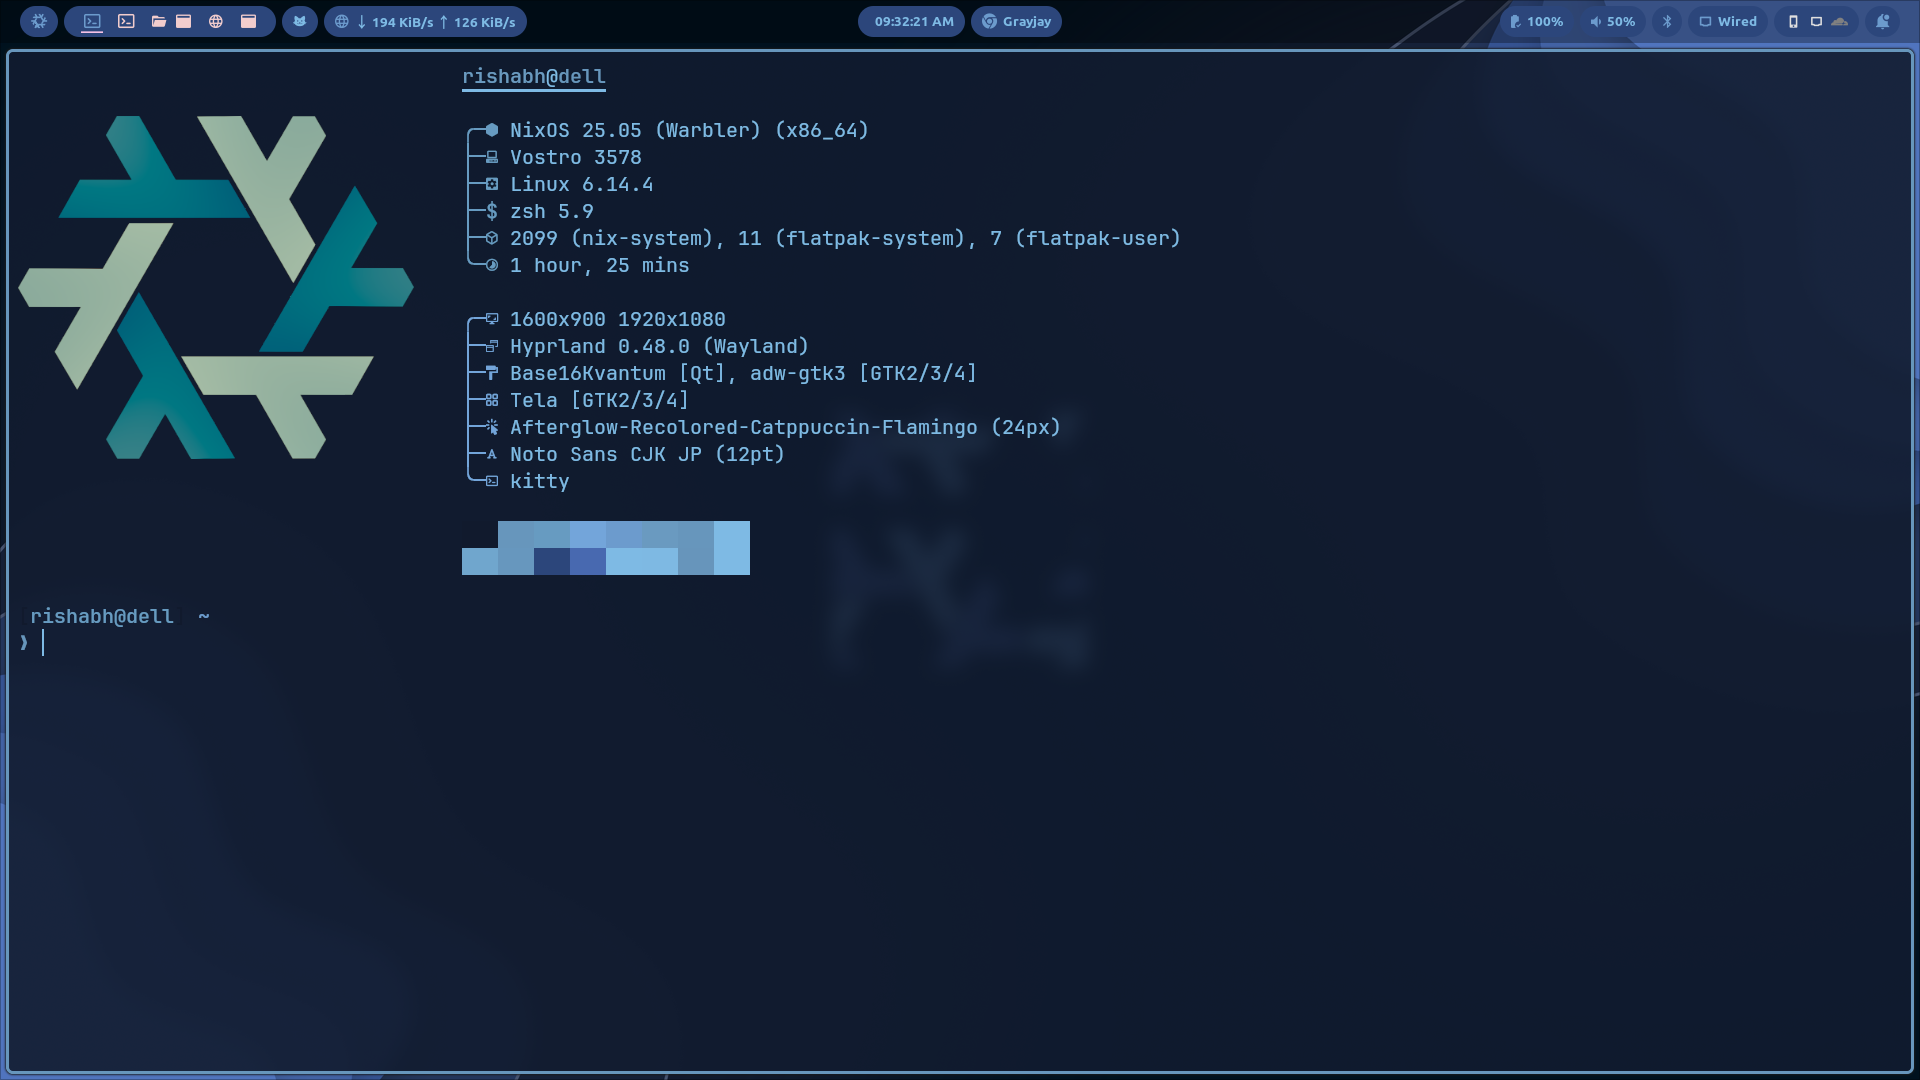 194 KiB/s ↑ 126 KiB/s
09:32:21 AM
Grayjay
100%
50%
Wired
rishabh@dell
NixOS 25.05 (Warbler) (x86_64)
Vostro 3578
Linux 6.14.4
$ zsh 5.9
2099 (nix-system), 11 (flatpak-system), 7 (flatpak-user)
1 hour, 25 mins
1600x900 1920x1080
Hyprland 0.48.0 (Wayland)
Base16Kvantum [Qt], adw-gtk3 [GTK2/3/4]
Tela [GTK2/3/4]
Afterglow-Recolored-Catppuccin-Flamingo (24px)
Noto Sans CJK JP (12pt)
kitty
rishabh@dell ~
❯